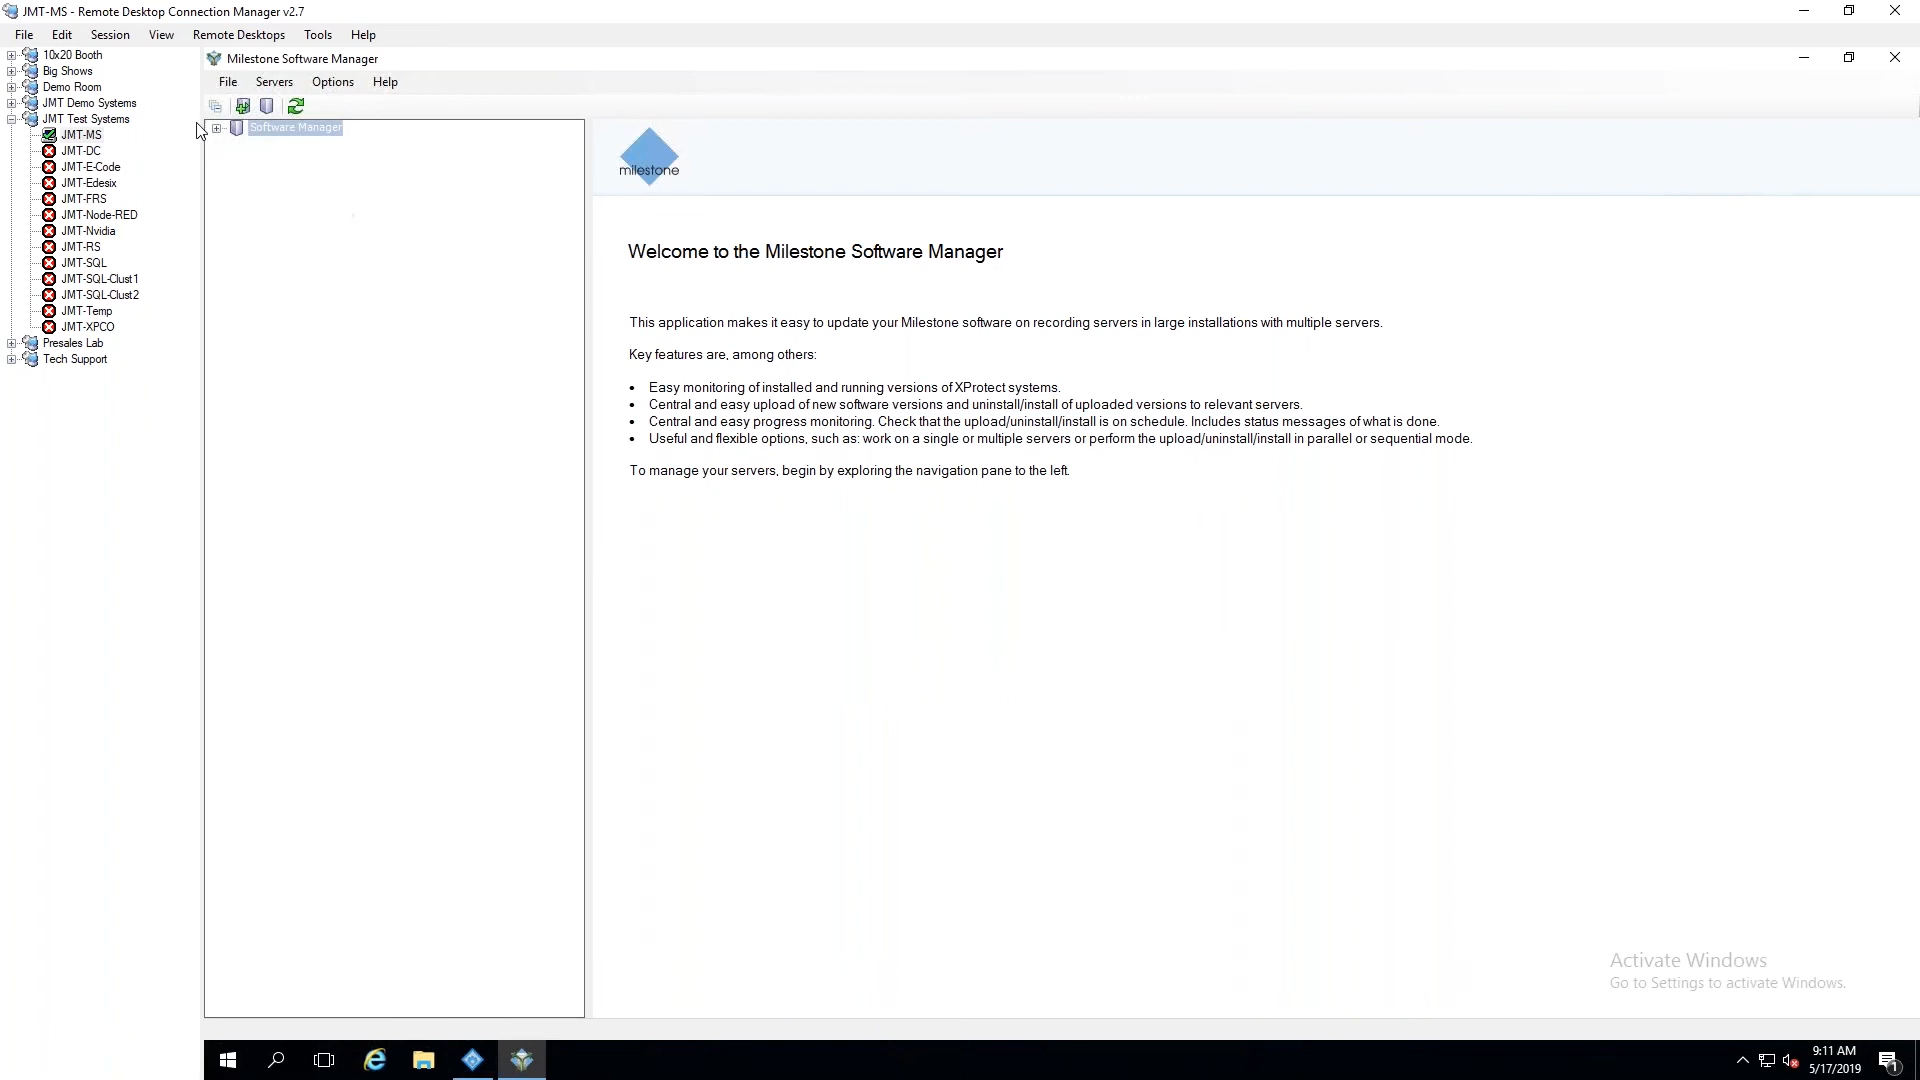 JMT-MS - Remote Desktop Connection Manager v2.7
File Edit Session View Remote Desktops Tools Help
10x20 Booth
Big Shows
Demo Room
JMT Demo Systems
JMT Test Systems
JMT-MS
JMT-DC
JMT-E-Code
JMT-Edesix
JMT-FRS
JMT-Node-RED
JMT-Nvidia
JMT-RS
JMT-SQL
JMT-SQL-Clust1
JMT-SQL-Clust2
JMT-Temp
JMT-XPCO
Presales Lab
Tech Support
Milestone Software Manager
File Servers Options Help
Software Manager
milestone
Welcome to the Milestone Software Manager
This application makes it easy to update your Milestone software on recording servers in large installations with multiple servers.
Key features are, among others:
• Easy monitoring of installed and running versions of XProtect systems.
• Central and easy upload of new software versions and uninstall/install of uploaded versions to relevant servers.
• Central and easy progress monitoring. Check that the upload/uninstall/install is on schedule. Includes status messages of what is done.
• Useful and flexible options, such as: work on a single or multiple servers or perform the upload/uninstall/install in parallel or sequential mode.
To manage your servers, begin by exploring the navigation pane to the left.
Activate Windows
Go to Settings to activate Windows.
9:11 AM
5/17/2019
1